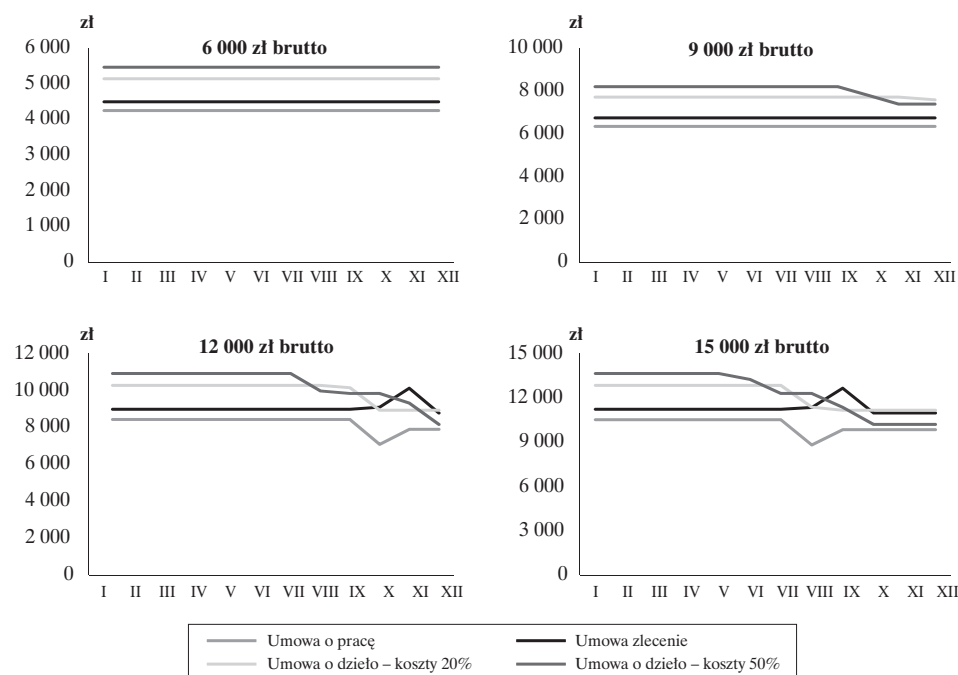 zł
6 000 zł brutto
6 000
5 000
4 000
3 000
2 000
1 000
0
I II III IV V VI VII VIII IX X XI XII
zł
9 000 zł brutto
10 000
8 000
6 000
4 000
2 000
0
I II III IV V VI VII VIII IX X XI XII
zł
12 000 zł brutto
12 000
10 000
8 000
6 000
4 000
2 000
0
I II III IV V VI VII VIII IX X XI XII
zł
15 000 zł brutto
15 000
12 000
9 000
6 000
3 000
0
I II III IV V VI VII VIII IX X XI XII
Umowa o pracę
Umowa zlecenie
Umowa o dzieło – koszty 20%
Umowa o dzieło – koszty 50%